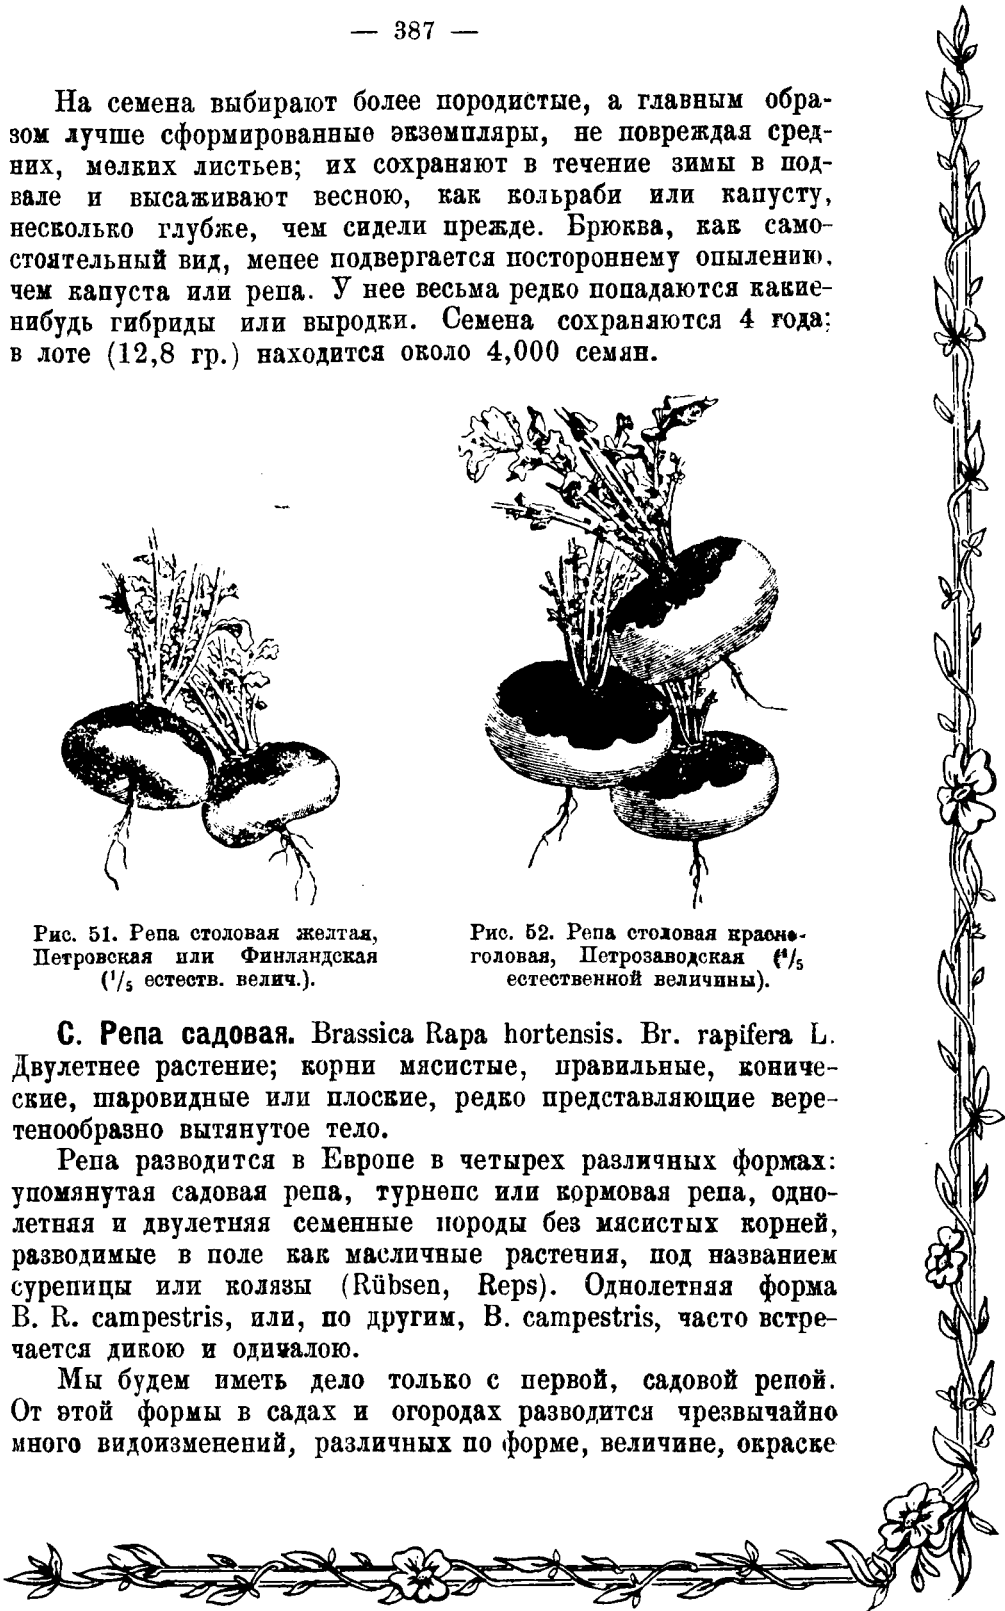 — 387 —
На семена выбирают более породистые, а главным обра-
зом лучше сформированные экземпляры, не повреждая сред-
них, мелких листьев; их сохраняют в течение зимы в под-
вале и высаживают весною, как кольраби или капусту,
несколько глубже, чем сидели прежде. Брюква, как само-
стоятельный вид, менее подвергается постороннему опылению,
чем капуста или репа. У нее весьма редко попадаются какие-
нибудь гибриды или выродки. Семена сохраняются 4 года:
в лоте (12,8 гр.) находится около 4,000 семян.
Рис. 51. Репа столовая желтая,
Петровская или Финляндская
(¹/₅ естеств. велич.).
Рис. 52. Репа столовая красно-
головая, Петрозаводская (¹/₅
естественной величины).
С. Репа садовая. Brassica Rapa hortensis. Br. rapifera L.
Двулетнее растение; корни мясистые, правильные, кониче-
ские, шаровидные или плоские, редко представляющие вере-
тенообразно вытянутое тело.
Репа разводится в Европе в четырех различных формах:
упомянутая садовая репа, турнепс или кормовая репа, одно-
летняя и двулетняя семенные породы без мясистых корней,
разводимые в поле как масличные растения, под названием
сурепицы или колязы (Rübsen, Reps). Однолетняя форма
B. R. campestris, или, по другим, B. campestris, часто встре-
чается дикою и одичалою.
Мы будем иметь дело только с первой, садовой репой.
От этой формы в садах и огородах разводится чрезвычайно
много видоизменений, различных по форме, величине, окраске